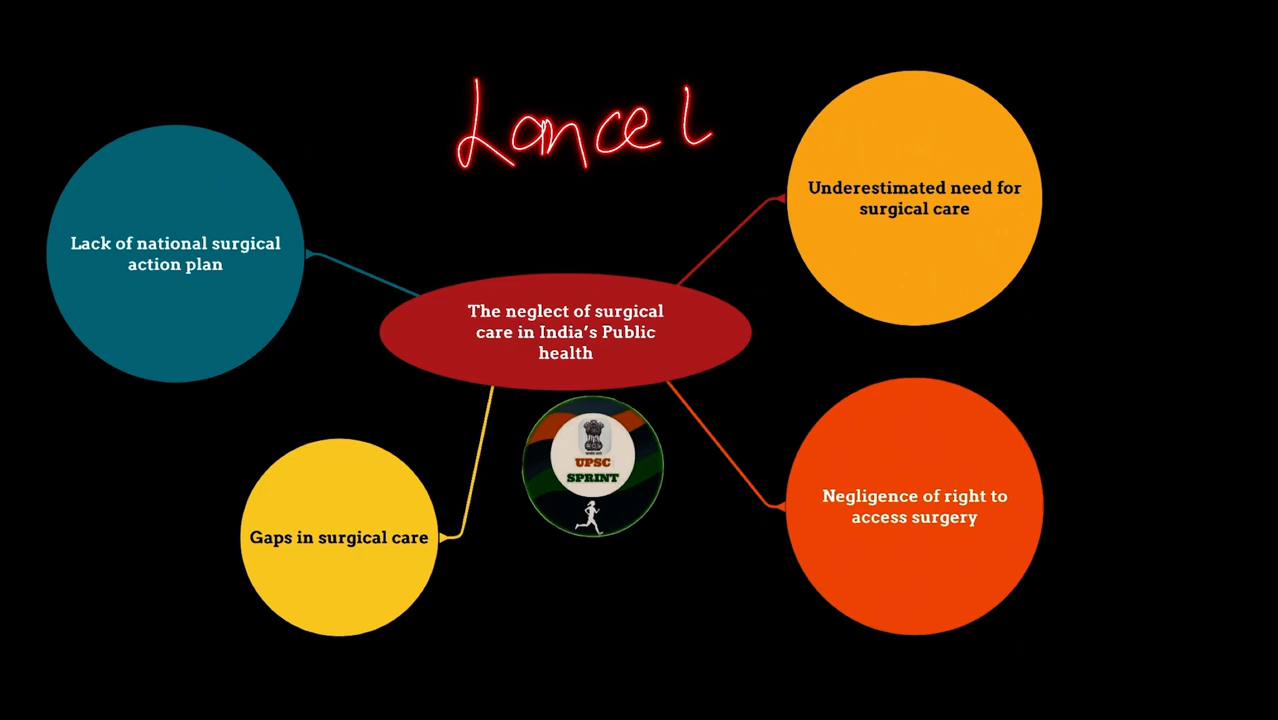 Lancel
Underestimated need for
surgical care
Lack of national surgical
action plan
The neglect of surgical
care in India’s Public
health
UPSC
SPRINT
Negligence of right to
access surgery
Gaps in surgical care